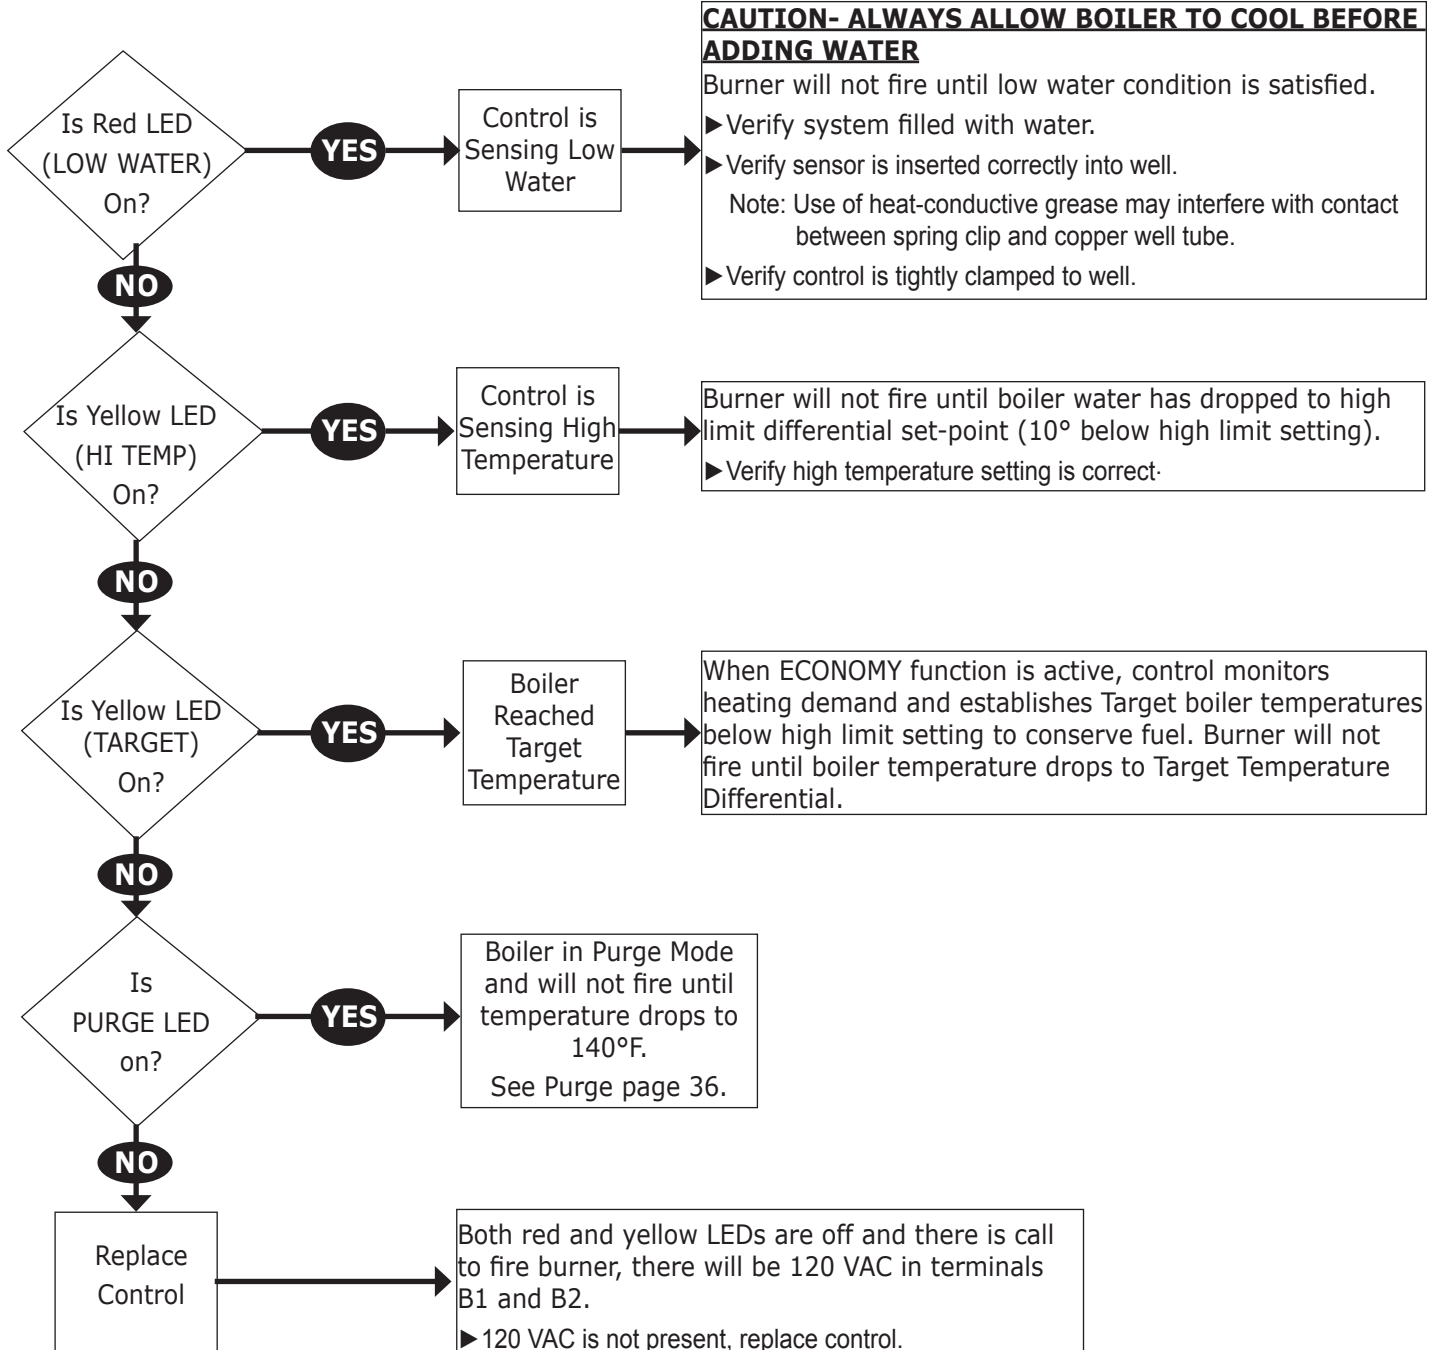 CAUTION- ALWAYS ALLOW BOILER TO COOL BEFORE
ADDING WATER
Burner will not fire until low water condition is satisfied.
►Verify system filled with water.
►Verify sensor is inserted correctly into well.
Note: Use of heat-conductive grease may interfere with contact
between spring clip and copper well tube.
►Verify control is tightly clamped to well.
Is Red LED
(LOW WATER)
On?
YES
Control is
Sensing Low
Water
NO
Is Yellow LED
(HI TEMP)
On?
YES
Control is
Sensing High
Temperature
Burner will not fire until boiler water has dropped to high
limit differential set-point (10° below high limit setting).
►Verify high temperature setting is correct.
NO
Is Yellow LED
(TARGET)
On?
YES
Boiler
Reached
Target
Temperature
When ECONOMY function is active, control monitors
heating demand and establishes Target boiler temperatures
below high limit setting to conserve fuel. Burner will not
fire until boiler temperature drops to Target Temperature
Differential.
NO
Is
PURGE LED
on?
YES
Boiler in Purge Mode
and will not fire until
temperature drops to
140°F.
See Purge page 36.
NO
Replace
Control
Both red and yellow LEDs are off and there is call
to fire burner, there will be 120 VAC in terminals
B1 and B2.
►120 VAC is not present, replace control.